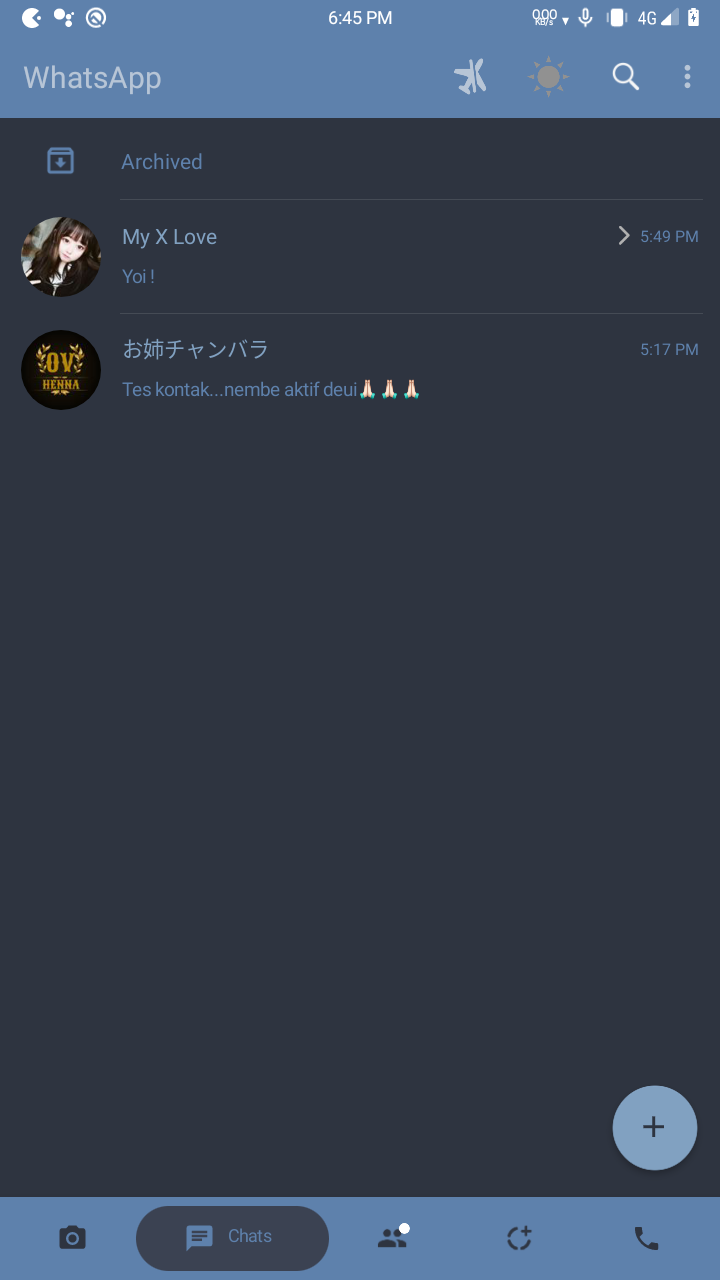 6:45 PM
0.00
KB/s
4G
WhatsApp
Archived
My X Love
5:49 PM
Yoi !
お姉チャンバラ
5:17 PM
OV
HENNA
Tes kontak...nembe aktif deui🙏🏻🙏🏻🙏🏻
Chats